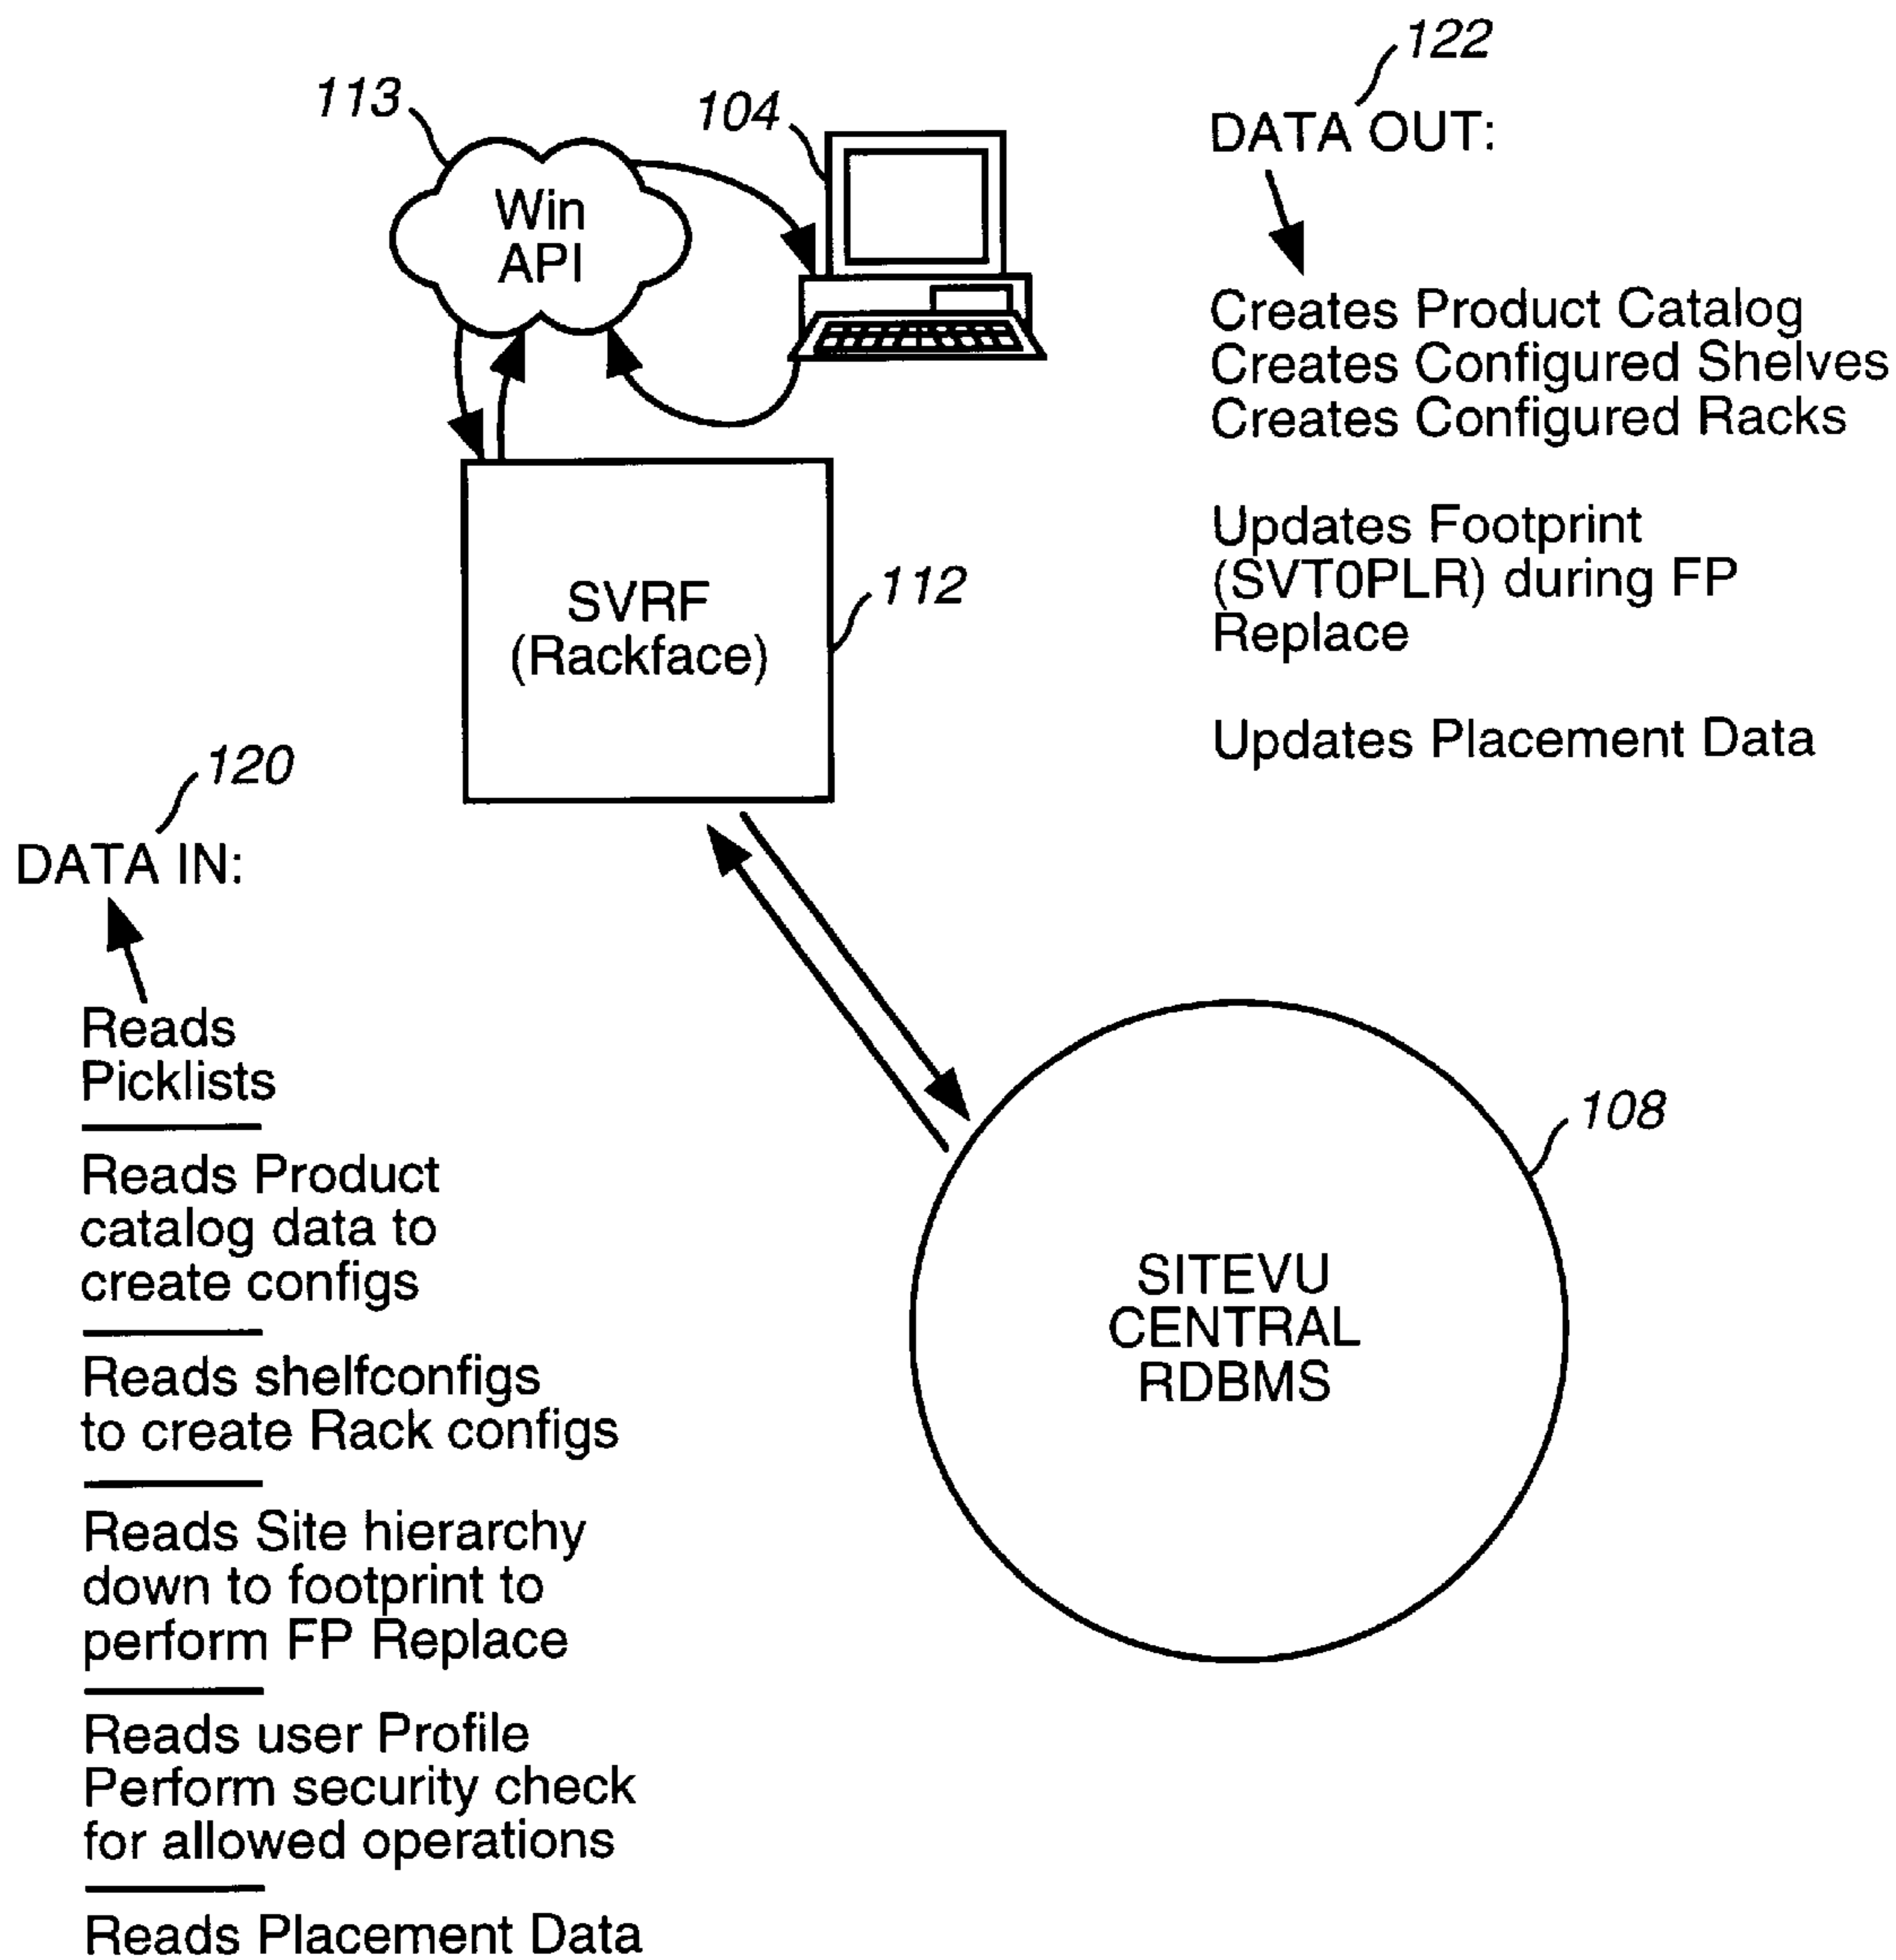 122
113
104
DATA OUT:
Win
API
Creates Product Catalog
Creates Configured Shelves
Creates Configured Racks
Updates Footprint
(SVT0PLR) during FP
Replace
SVRF
(Rackface)
112
Updates Placement Data
120
DATA IN:
Reads
Picklists
Reads Product
catalog data to
create configs
Reads shelfconfigs
to create Rack configs
Reads Site hierarchy
down to footprint to
perform FP Replace
Reads user Profile
Perform security check
for allowed operations
Reads Placement Data
108
SITEVU
CENTRAL
RDBMS